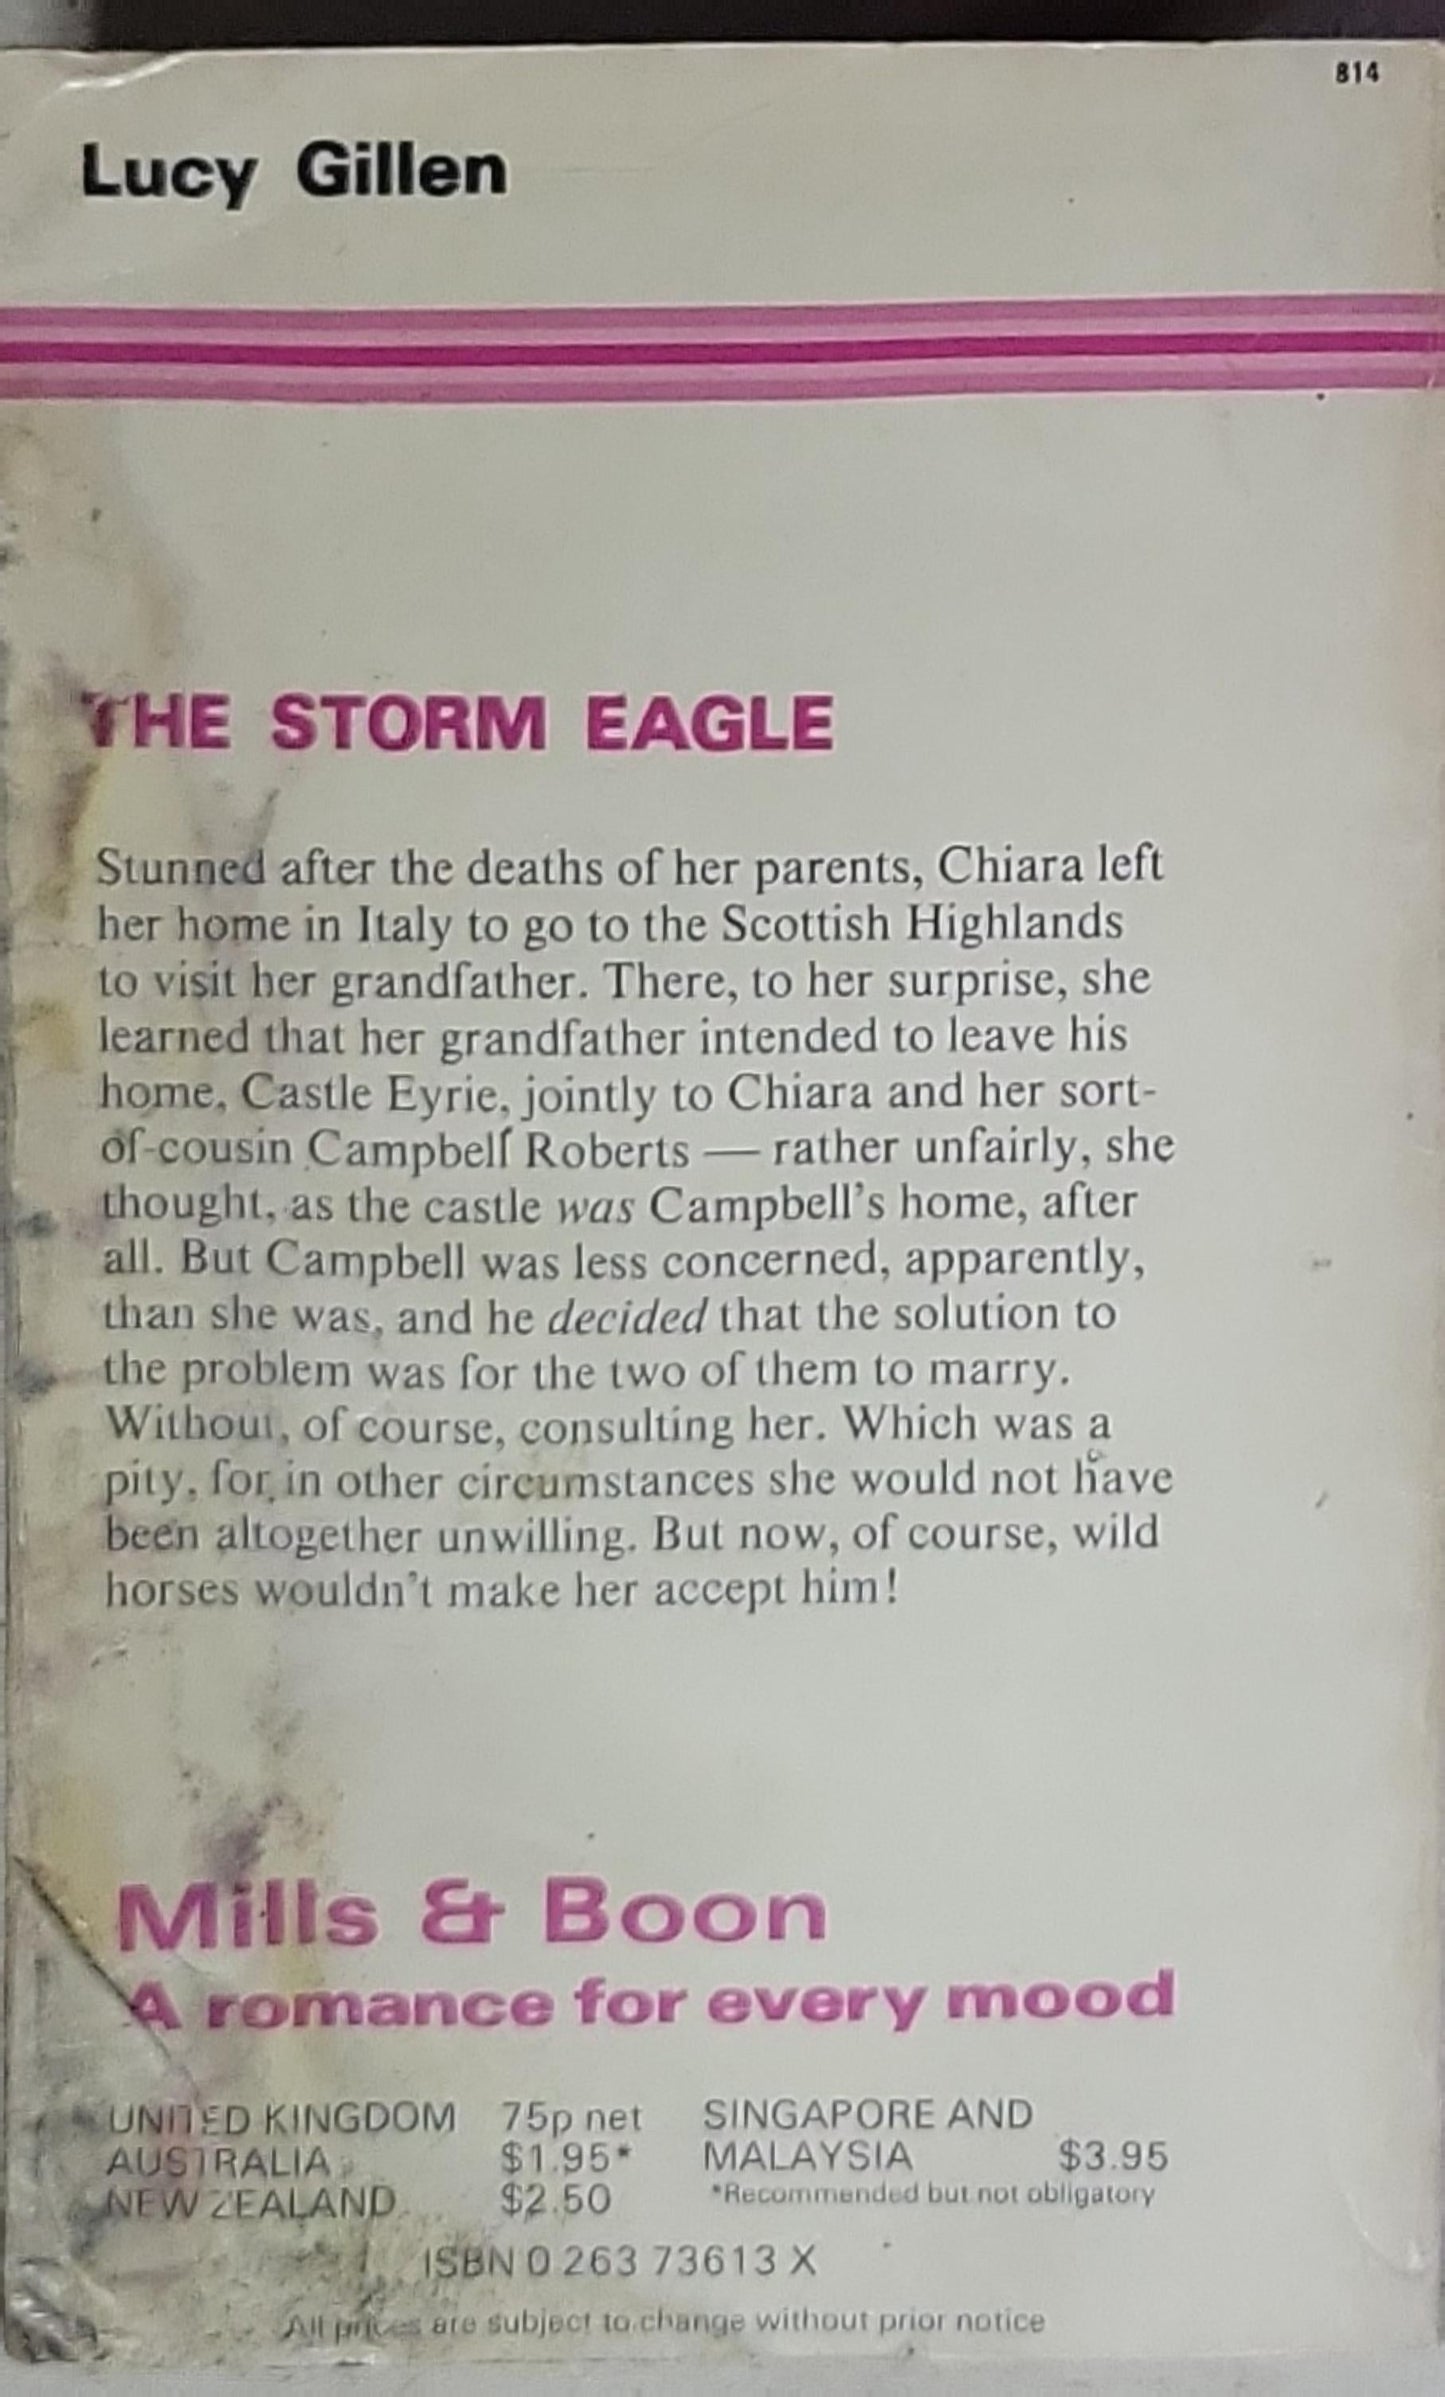 814
Lucy Gillen
THE STORM EAGLE
Stunned after the deaths of her parents, Chiara left
her home in Italy to go to the Scottish Highlands
to visit her grandfather. There, to her surprise, she
learned that her grandfather intended to leave his
home, Castle Eyrie, jointly to Chiara and her sort-
of-cousin Campbell Roberts — rather unfairly, she
thought, as the castle was Campbell's home, after
all. But Campbell was less concerned, apparently,
than she was, and he decided that the solution to
the problem was for the two of them to marry.
Without, of course, consulting her. Which was a
pity, for in other circumstances she would not have
been altogether unwilling. But now, of course, wild
horses wouldn't make her accept him!
Mills & Boon
A romance for every mood
UNITED KINGDOM 75p net
AUSTRALIA $1.95*
NEW ZEALAND $2.50
SINGAPORE AND
MALAYSIA $3.95
*Recommended but not obligatory
ISBN 0 263 73613 X
All prices are subject to change without prior notice